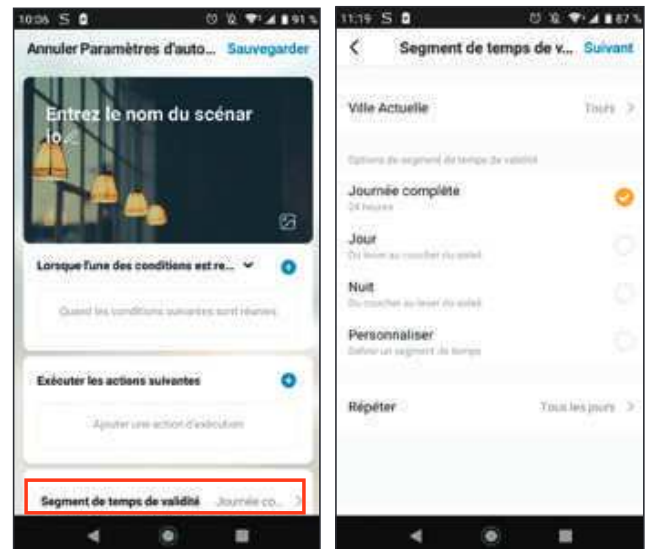 10:06 S 91 %
Annuler Paramètres d'auto... Sauvegarder
Entrez le nom du scénar
io.
Lorsque l'une des conditions est re...
Quand les conditions suivantes sont réunies.
Exécuter les actions suivantes
Ajouter une action d'exécution
Segment de temps de validité Journée co...
11:19 S 87 %
Segment de temps de v... Suivant
Ville Actuelle Tours
Options de segment de temps de validité
Journée complète
24 heures
Jour
Du lever au coucher du soleil
Nuit
Du coucher au lever du soleil
Personnaliser
Définir un segment de temps
Répéter Tous les jours